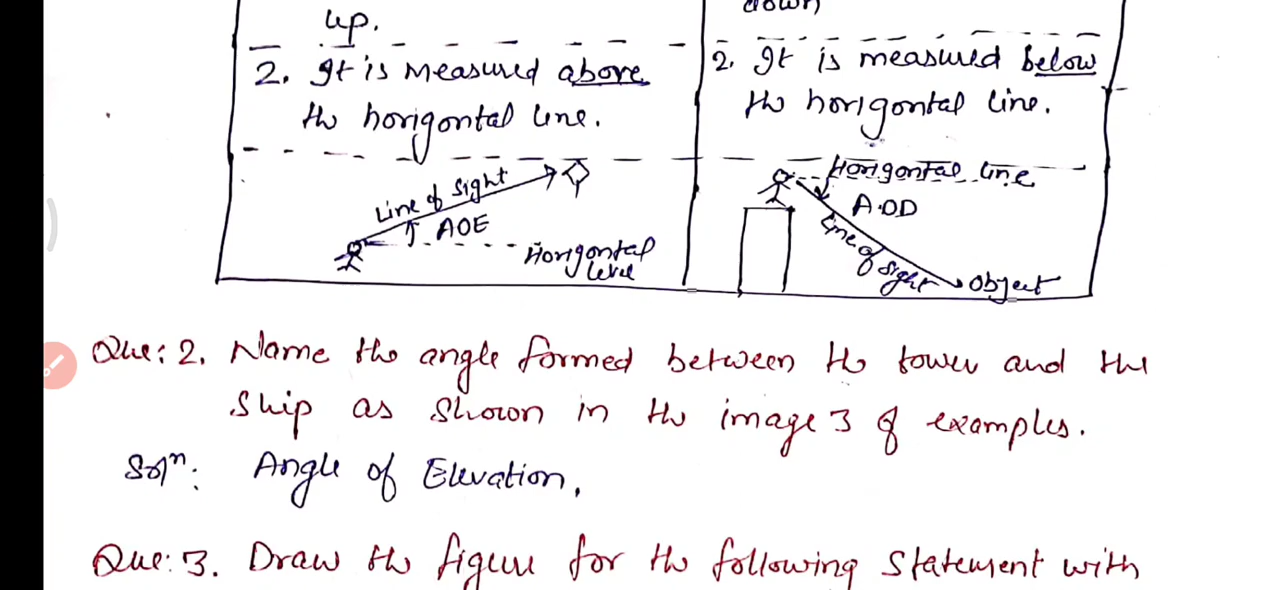 up.
down
2. It is measured above
the horizontal line.
2. It is measured below
the horizontal line.
Line of Sight
AOE
Horizontal
level
Horizontal line
A.O.D
Line of Sight
Object
Que: 2. Name the angle formed between the tower and the
Ship as shown in the image 3 of examples.
Solⁿ: Angle of Elevation.
Que: 3. Draw the figure for the following statement with